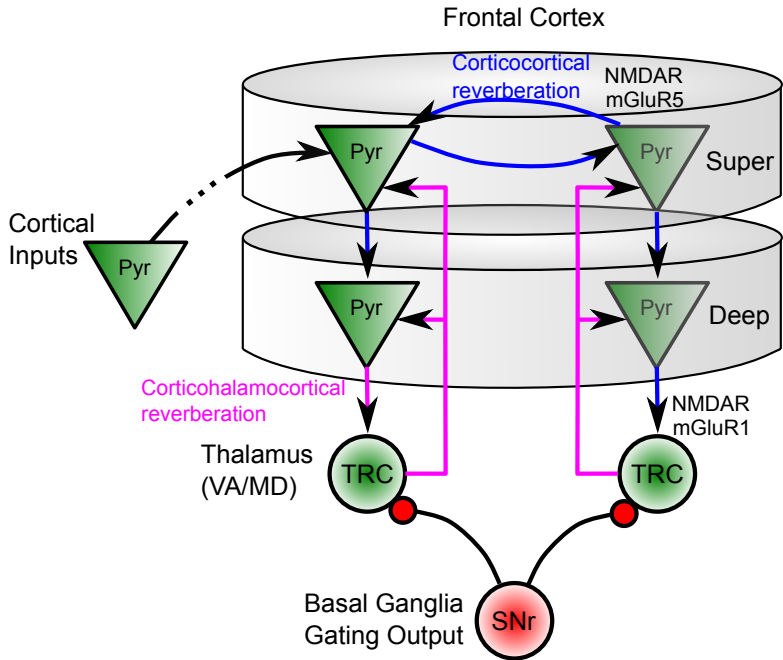 Frontal Cortex
Corticocortical
reverberation
NMDAR
mGluR5
Pyr
Pyr
Super
Cortical
Inputs
Pyr
Pyr
Pyr
Deep
Corticohalamocortical
reverberation
NMDAR
mGluR1
Thalamus
(VA/MD)
TRC
TRC
Basal Ganglia
Gating Output
SNr